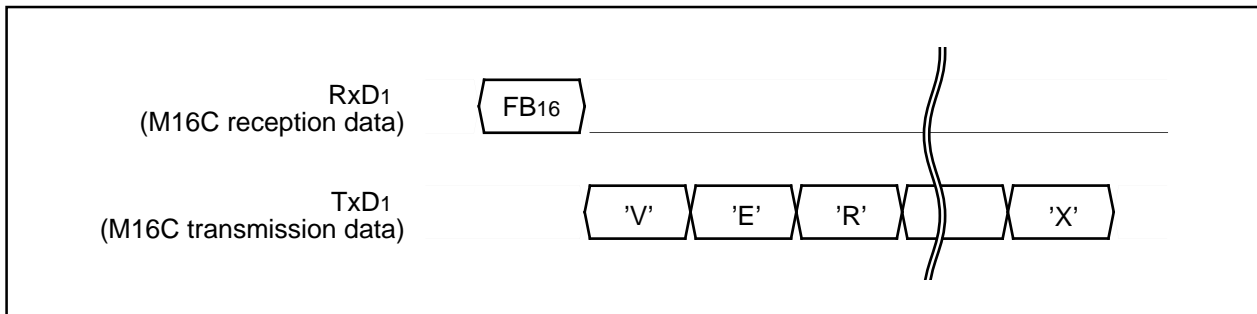 RxD1
(M16C reception data)
FB16
TxD1
(M16C transmission data)
’V’ ’E’ ’R’ ’X’